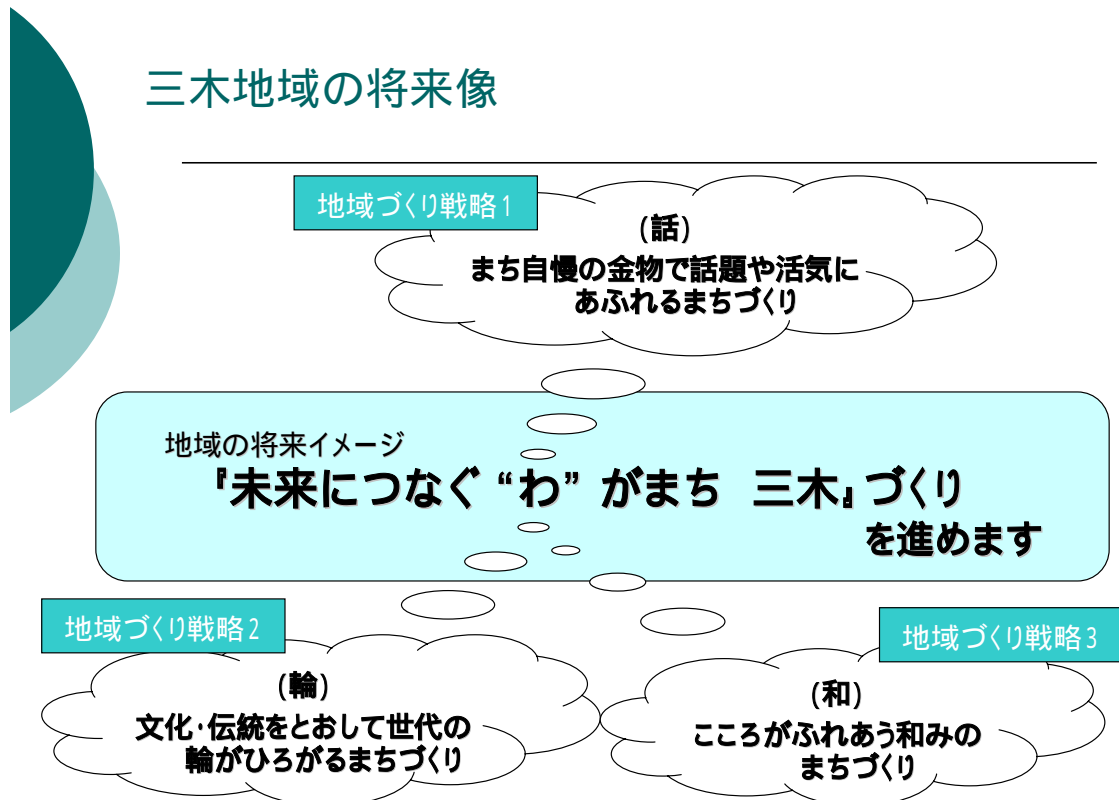 三木地域の将来像
地域づくり戦略1
(話)
まち自慢の金物で話題や活気に
あふれるまちづくり
地域の将来イメージ
『未来につなぐ “わ” がまち　三木』づくり
を進めます
地域づくり戦略2
(輪)
文化・伝統をとおして世代の
輪がひろがるまちづくり
地域づくり戦略3
(和)
こころがふれあう和みの
まちづくり